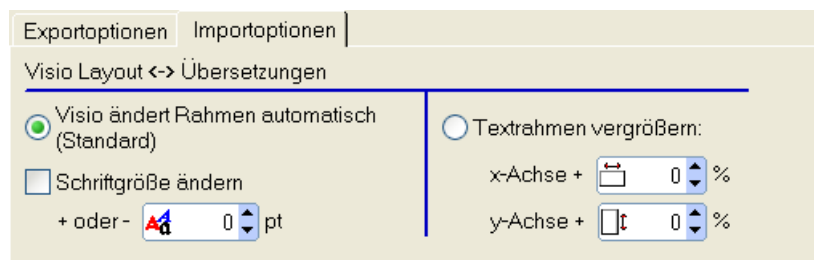 Exportoptionen Importoptionen
Visio Layout <-> Übersetzungen
Visio ändert Rahmen automatisch
(Standard)
Schriftgröße ändern
+ oder - Aa 0 pt
Textrahmen vergrößern:
x-Achse + 0 %
y-Achse + 0 %